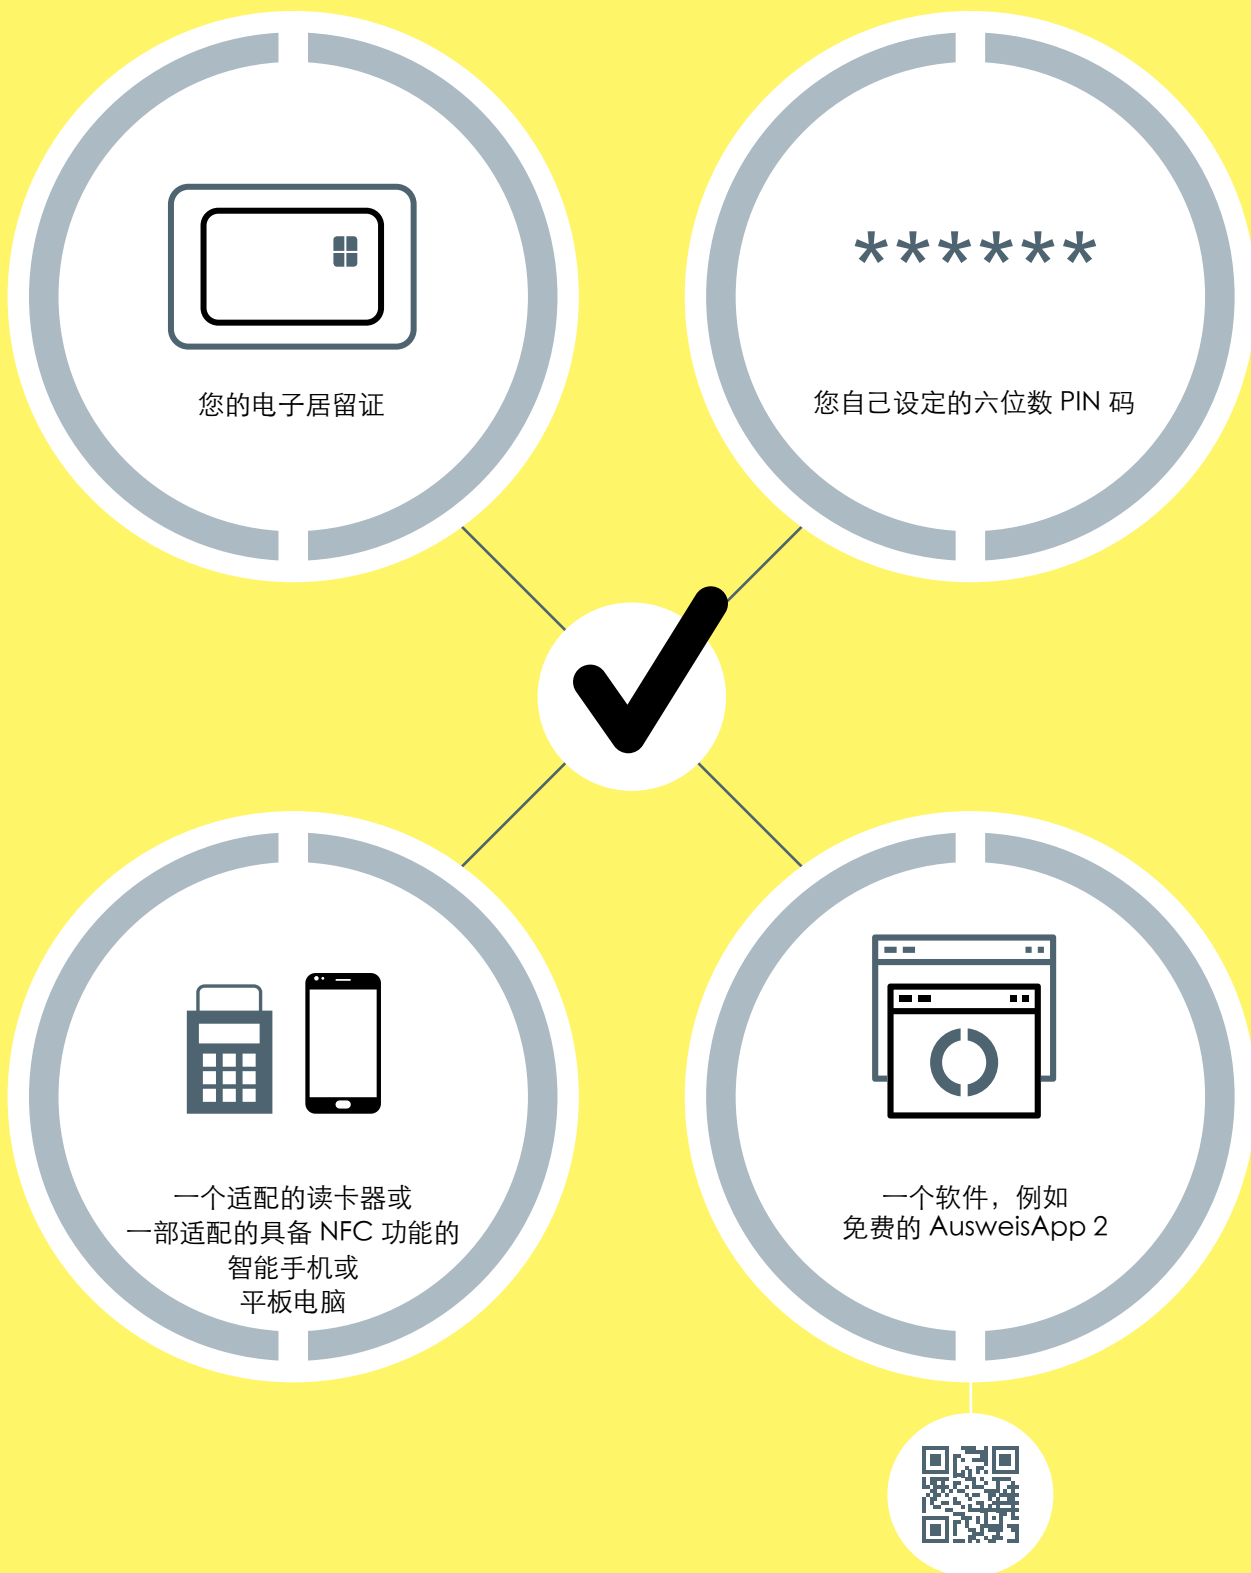 ******
您的电子居留证
您自己设定的六位数 PIN 码
一个适配的读卡器或
一部适配的具备 NFC 功能的
智能手机或
平板电脑
一个软件，例如
免费的 AusweisApp 2